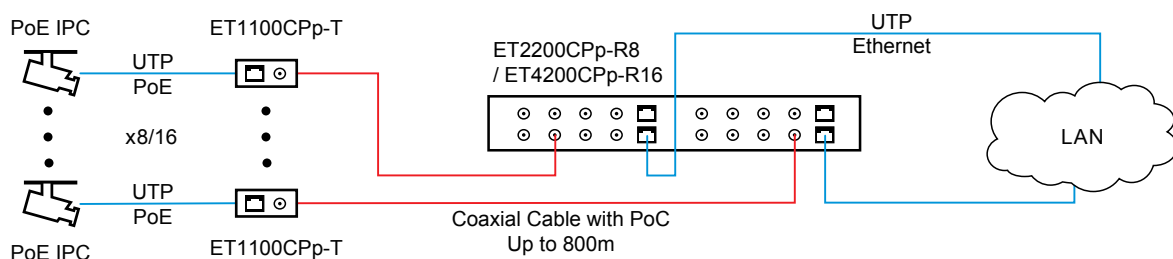 PoE IPC
ET1100CPp-T
UTP
PoE
ET2200CPp-R8
/ ET4200CPp-R16
UTP
Ethernet
x8/16
LAN
UTP
PoE
Coaxial Cable with PoC
Up to 800m
PoE IPC
ET1100CPp-T